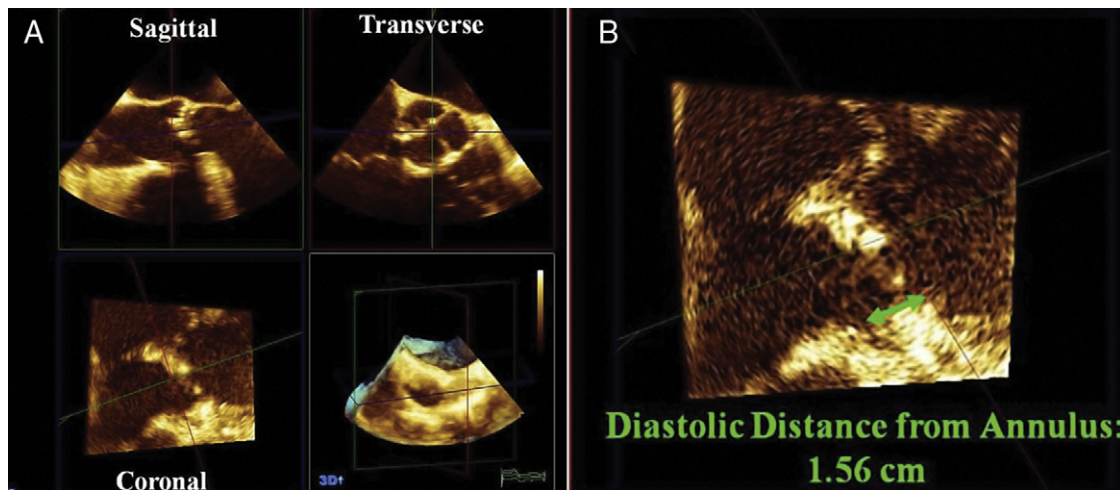 A
Sagittal
Transverse
Coronal
3D
B
Diastolic Distance from Annulus:
1.56 cm